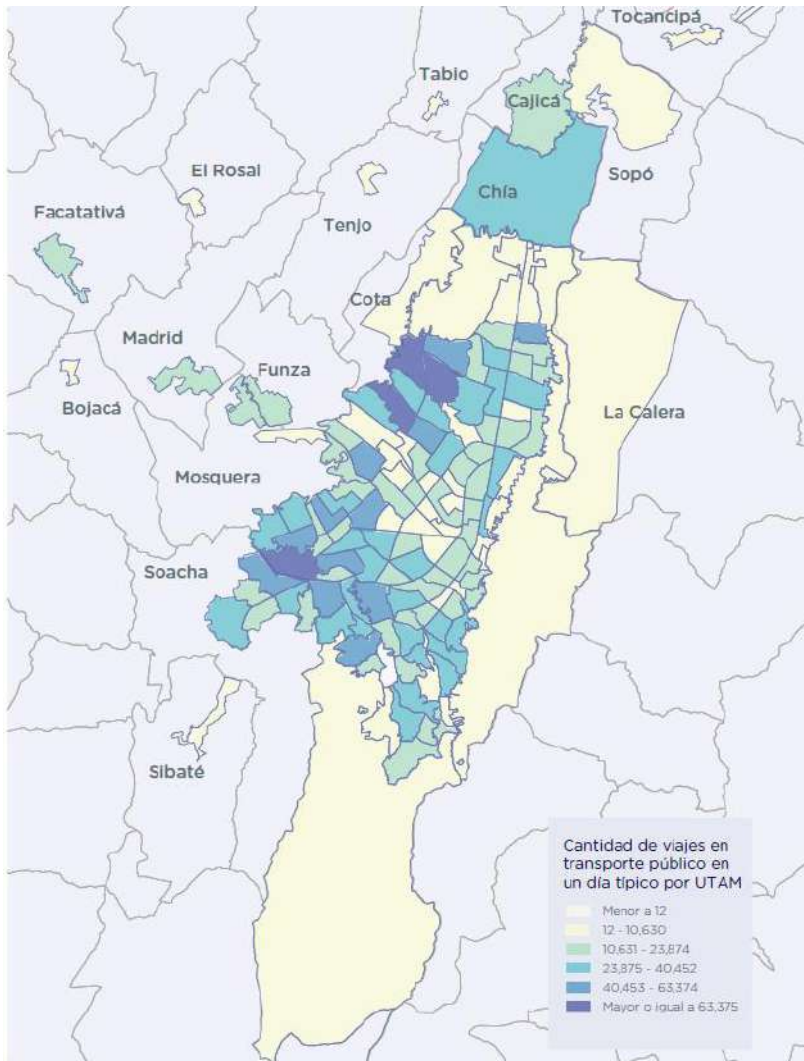 Tocancipá
Tabio
Cajicá
El Rosal
Sopó
Chía
Facatativá
Tenjo
Cota
Madrid
Funza
Bojacá
La Calera
Mosquera
Soacha
Sibaté
Cantidad de viajes en
transporte público en
un día típico por UTAM
Menor a 12
12 - 10,630
10,631 - 23,874
23,875 - 40,452
40,453 - 63,374
Mayor o igual a 63,375